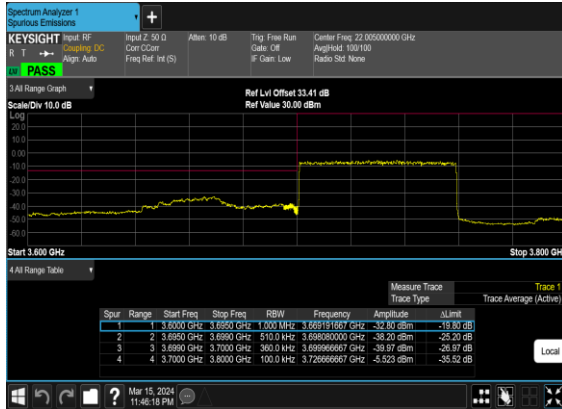 Spectrum Analyzer 1
Spurious Emissions
+
KEYSIGHT Input: RF Input Z: 50 Ω Atten: 10 dB Trig: Free Run Center Freq: 22.005000000 GHz
R T Coupling: DC Corr CCorr Gate: Off Avg|Hold: 100/100
Align: Auto Freq Ref: Int (S) IF Gain: Low Radio Std: None
PASS
3 All Range Graph
Ref Lvl Offset 33.41 dB
Scale/Div 10.0 dB Ref Value 30.00 dBm
Log
20.0
10.0
0.00
-10.0
-20.0
-30.0
-40.0
-50.0
-60.0
Start 3.600 GHz Stop 3.800 GH
4 All Range Table
Measure Trace Trace 1
Trace Type Trace Average (Active)
Spur Range Start Freq Stop Freq RBW Frequency Amplitude ΔLimit
1 1 3.6000 GHz 3.6950 GHz 1.000 MHz 3.669191667 GHz -32.80 dBm -19.80 dB
2 2 3.6950 GHz 3.6990 GHz 510.0 kHz 3.698080000 GHz -38.20 dBm -25.20 dB
3 3 3.6990 GHz 3.7000 GHz 360.0 kHz 3.699966667 GHz -39.97 dBm -26.97 dB
4 4 3.7000 GHz 3.8000 GHz 100.0 kHz 3.726666667 GHz -5.523 dBm -35.52 dB
Local
? Mar 15, 2024
11:46:18 PM